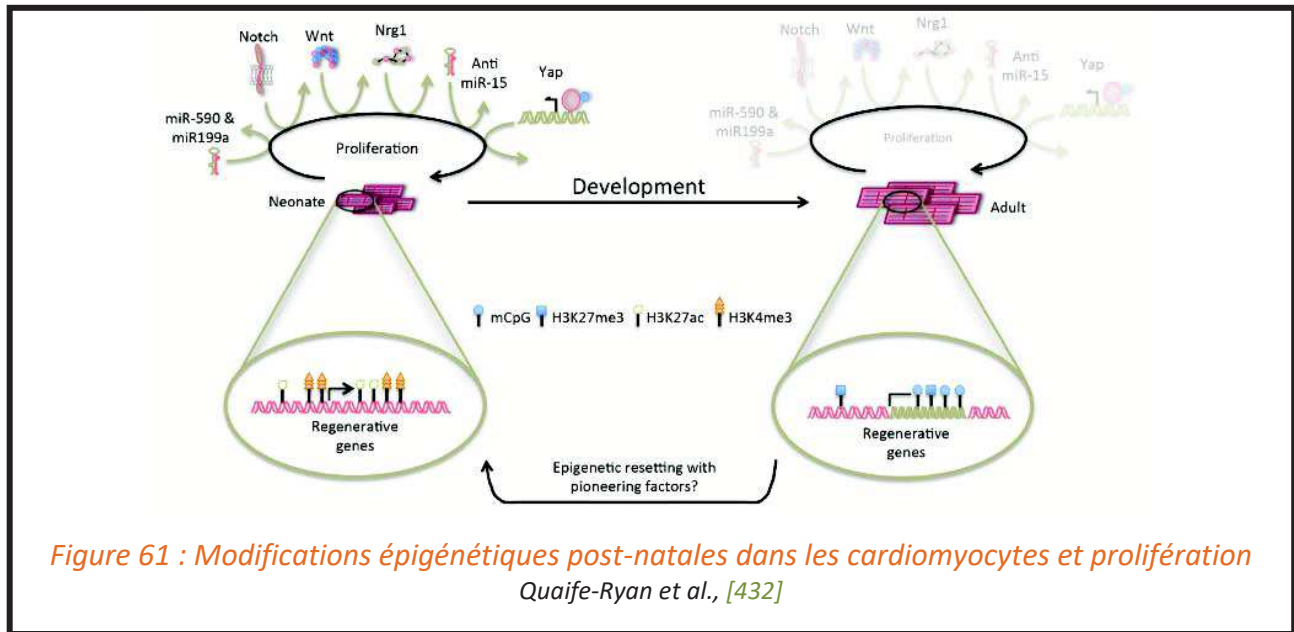 Notch
Wnt
Nrg1
Anti
miR-15
Yap
miR-590 &
miR199a
Proliferation
Neonate
Development
Notch
Wnt
Nrg1
Anti
miR-15
Yap
miR-590 &
miR199a
Proliferation
Adult
mCpG H3K27me3 H3K27ac H3K4me3
Regenerative
genes
Regenerative
genes
Epigenetic resetting with
pioneering factors?
Figure 61 : Modifications épigénétiques post-natales dans les cardiomyocytes et prolifération
Quaife-Ryan et al., [432]